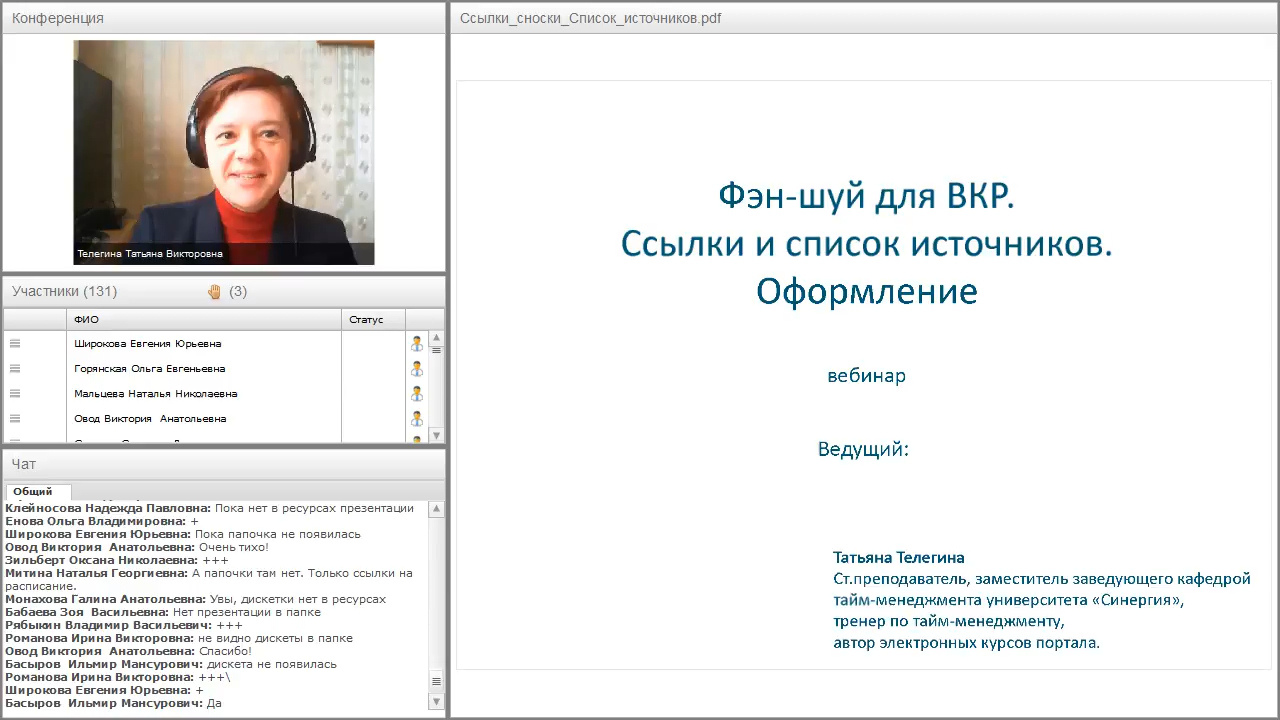 Конференция
Телегина Татьяна Викторовна
Участники (131)
(3)
ФИО
Статус
Широкова Евгения Юрьевна
Горянская Ольга Евгеньевна
Мальцева Наталья Николаевна
Овод Виктория  Анатольевна
Чат
Общий
Клейносова Надежда Павловна: Пока нет в ресурсах презентации
Енова Ольга Владимировна: +
Широкова Евгения Юрьевна: Пока папочка не появилась
Овод Виктория  Анатольевна: Очень тихо!
Зильберт Оксана Николаевна: +++
Митина Наталья Георгиевна: А папочки там нет. Только ссылки на
расписание.
Монахова Галина Анатольевна: Увы, дискетки нет в ресурсах
Бабаева Зоя  Васильевна: Нет презентации в папке
Рябыкин Владимир Васильевич: +++
Романова Ирина Викторовна: не видно дискеты в папке
Овод Виктория  Анатольевна: Спасибо!
Басыров  Ильмир Мансурович: дискета не появилась
Романова Ирина Викторовна: +++\
Широкова Евгения Юрьевна: +
Басыров  Ильмир Мансурович: Да
Ссылки_сноски_Список_источников.pdf
Фэн-шуй для ВКР.
Ссылки и список источников.
Оформление
вебинар
Ведущий:
Татьяна Телегина
Ст.преподаватель, заместитель заведующего кафедрой
тайм-менеджмента университета «Синергия»,
тренер по тайм-менеджменту,
автор электронных курсов портала.